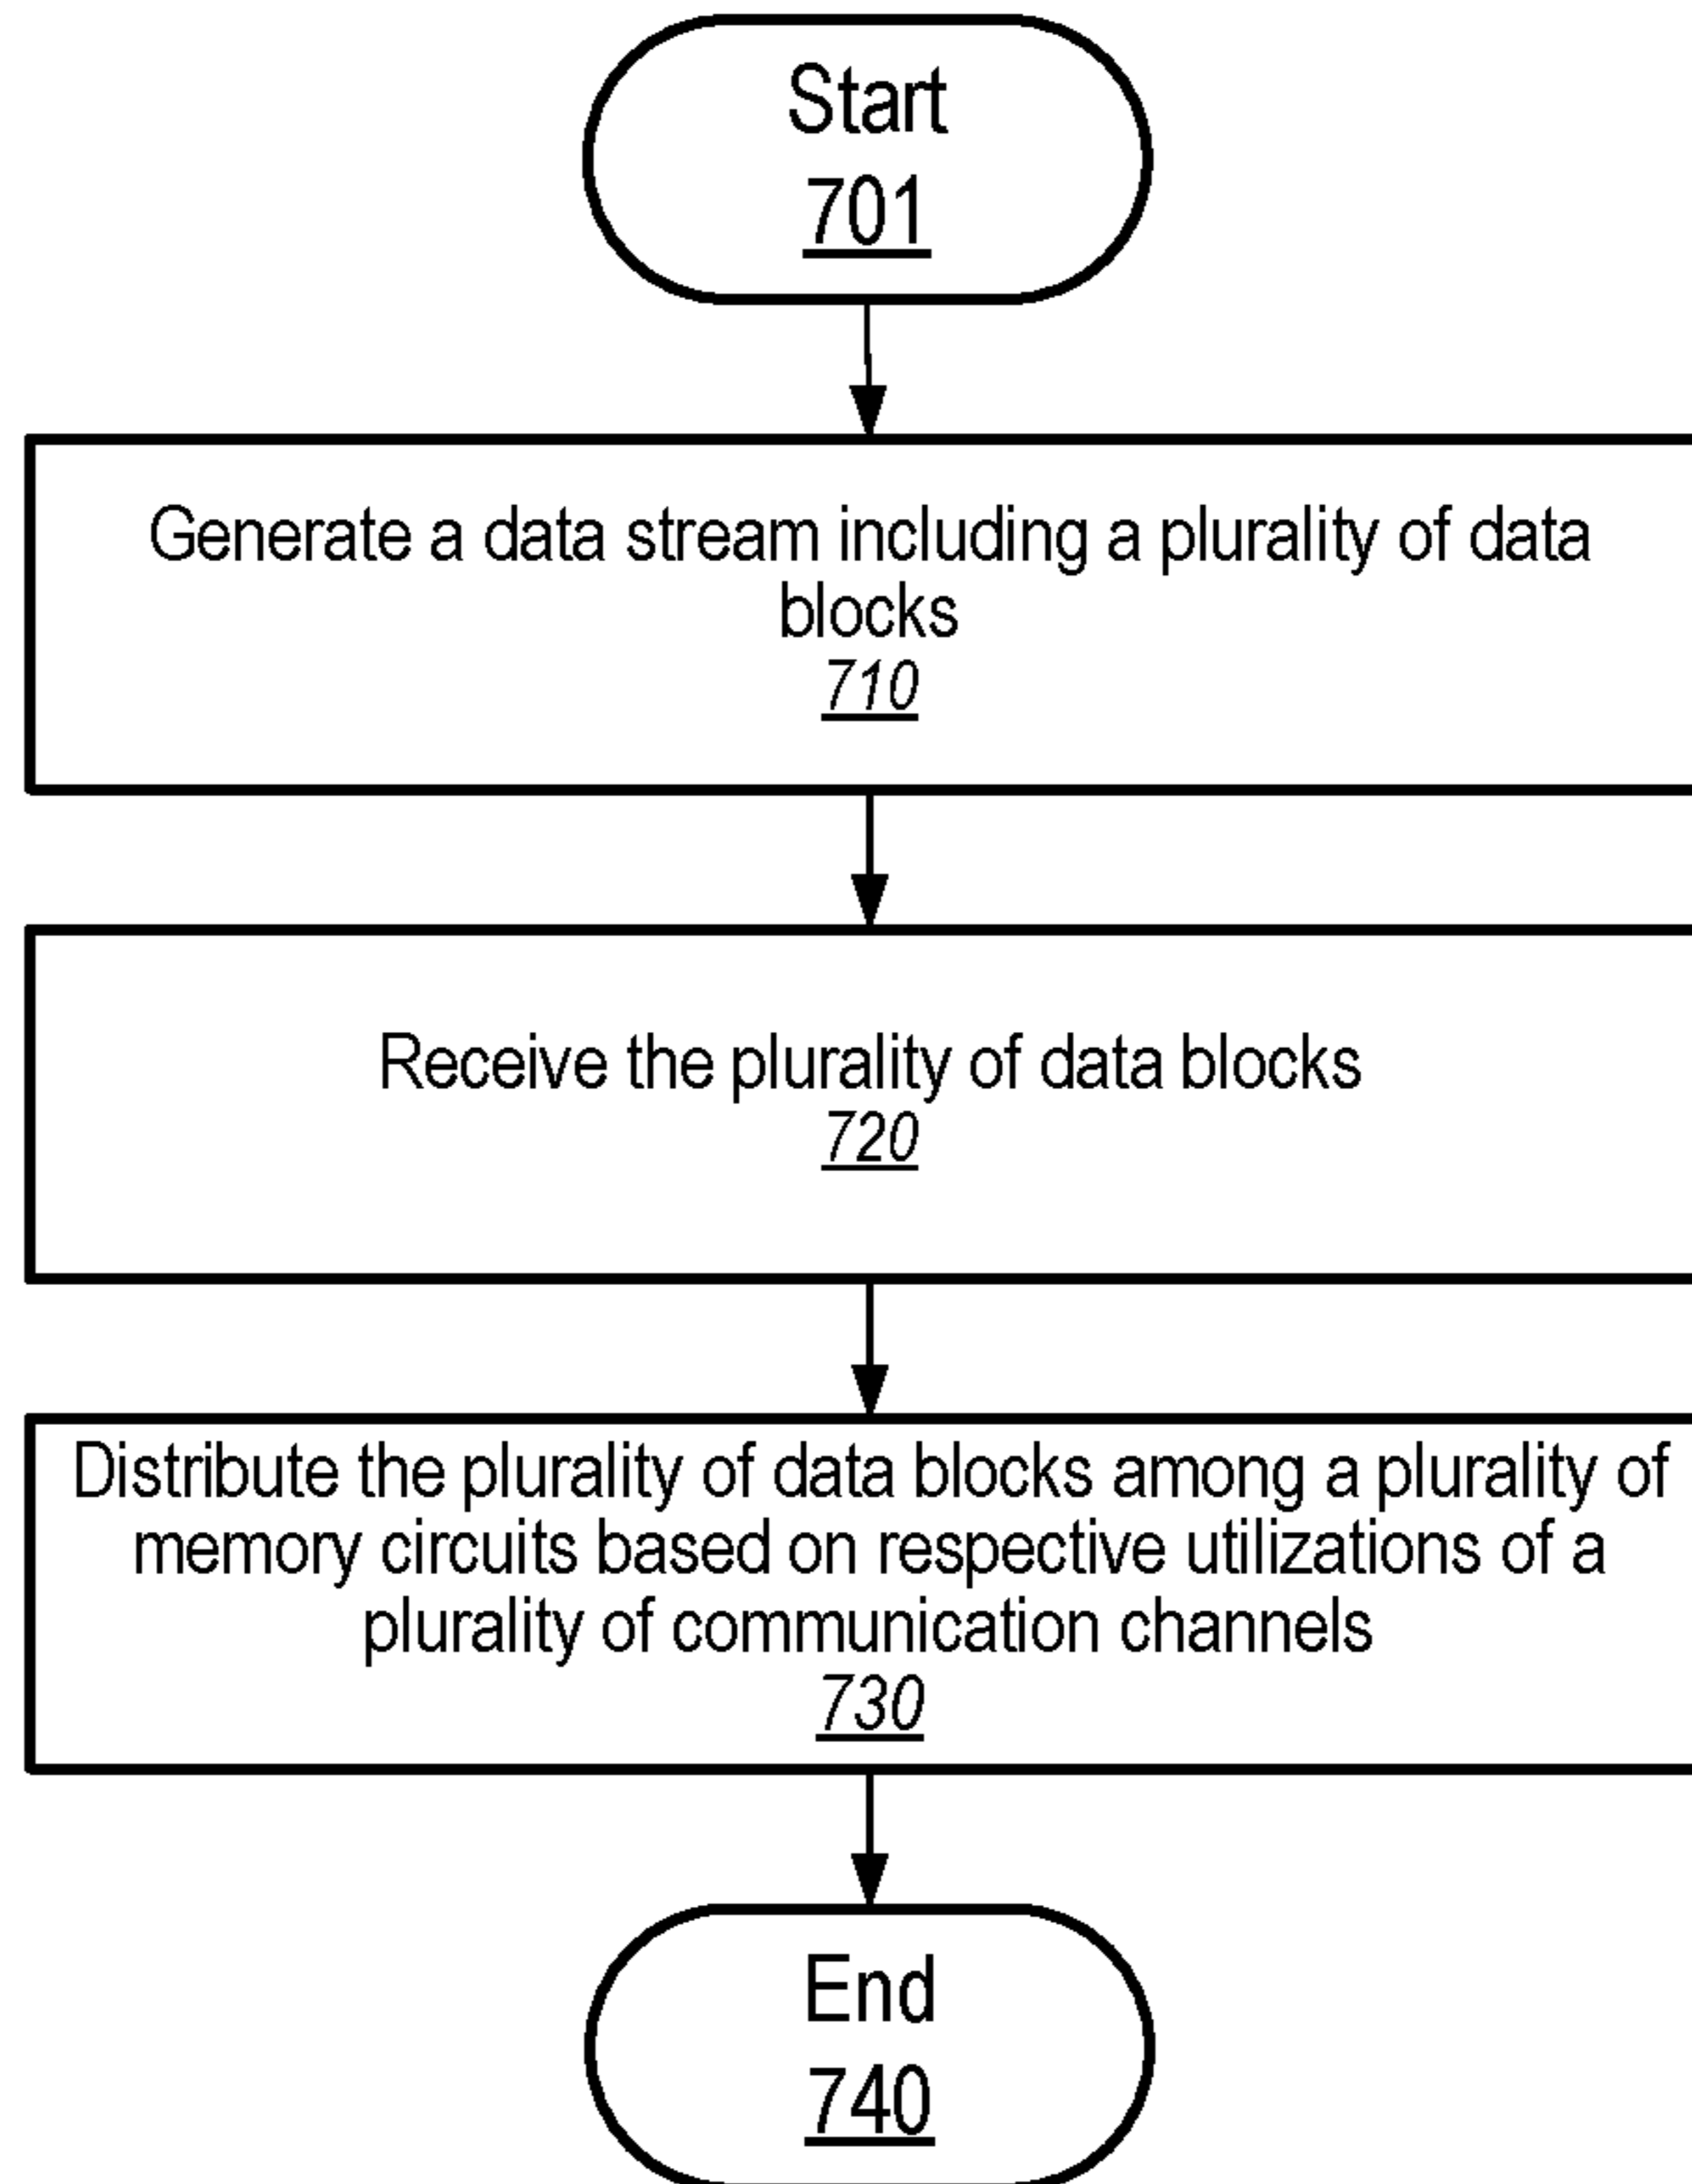 Start
701
Generate a data stream including a plurality of data
blocks
710
Receive the plurality of data blocks
720
Distribute the plurality of data blocks among a plurality of
memory circuits based on respective utilizations of a
plurality of communication channels
730
End
740